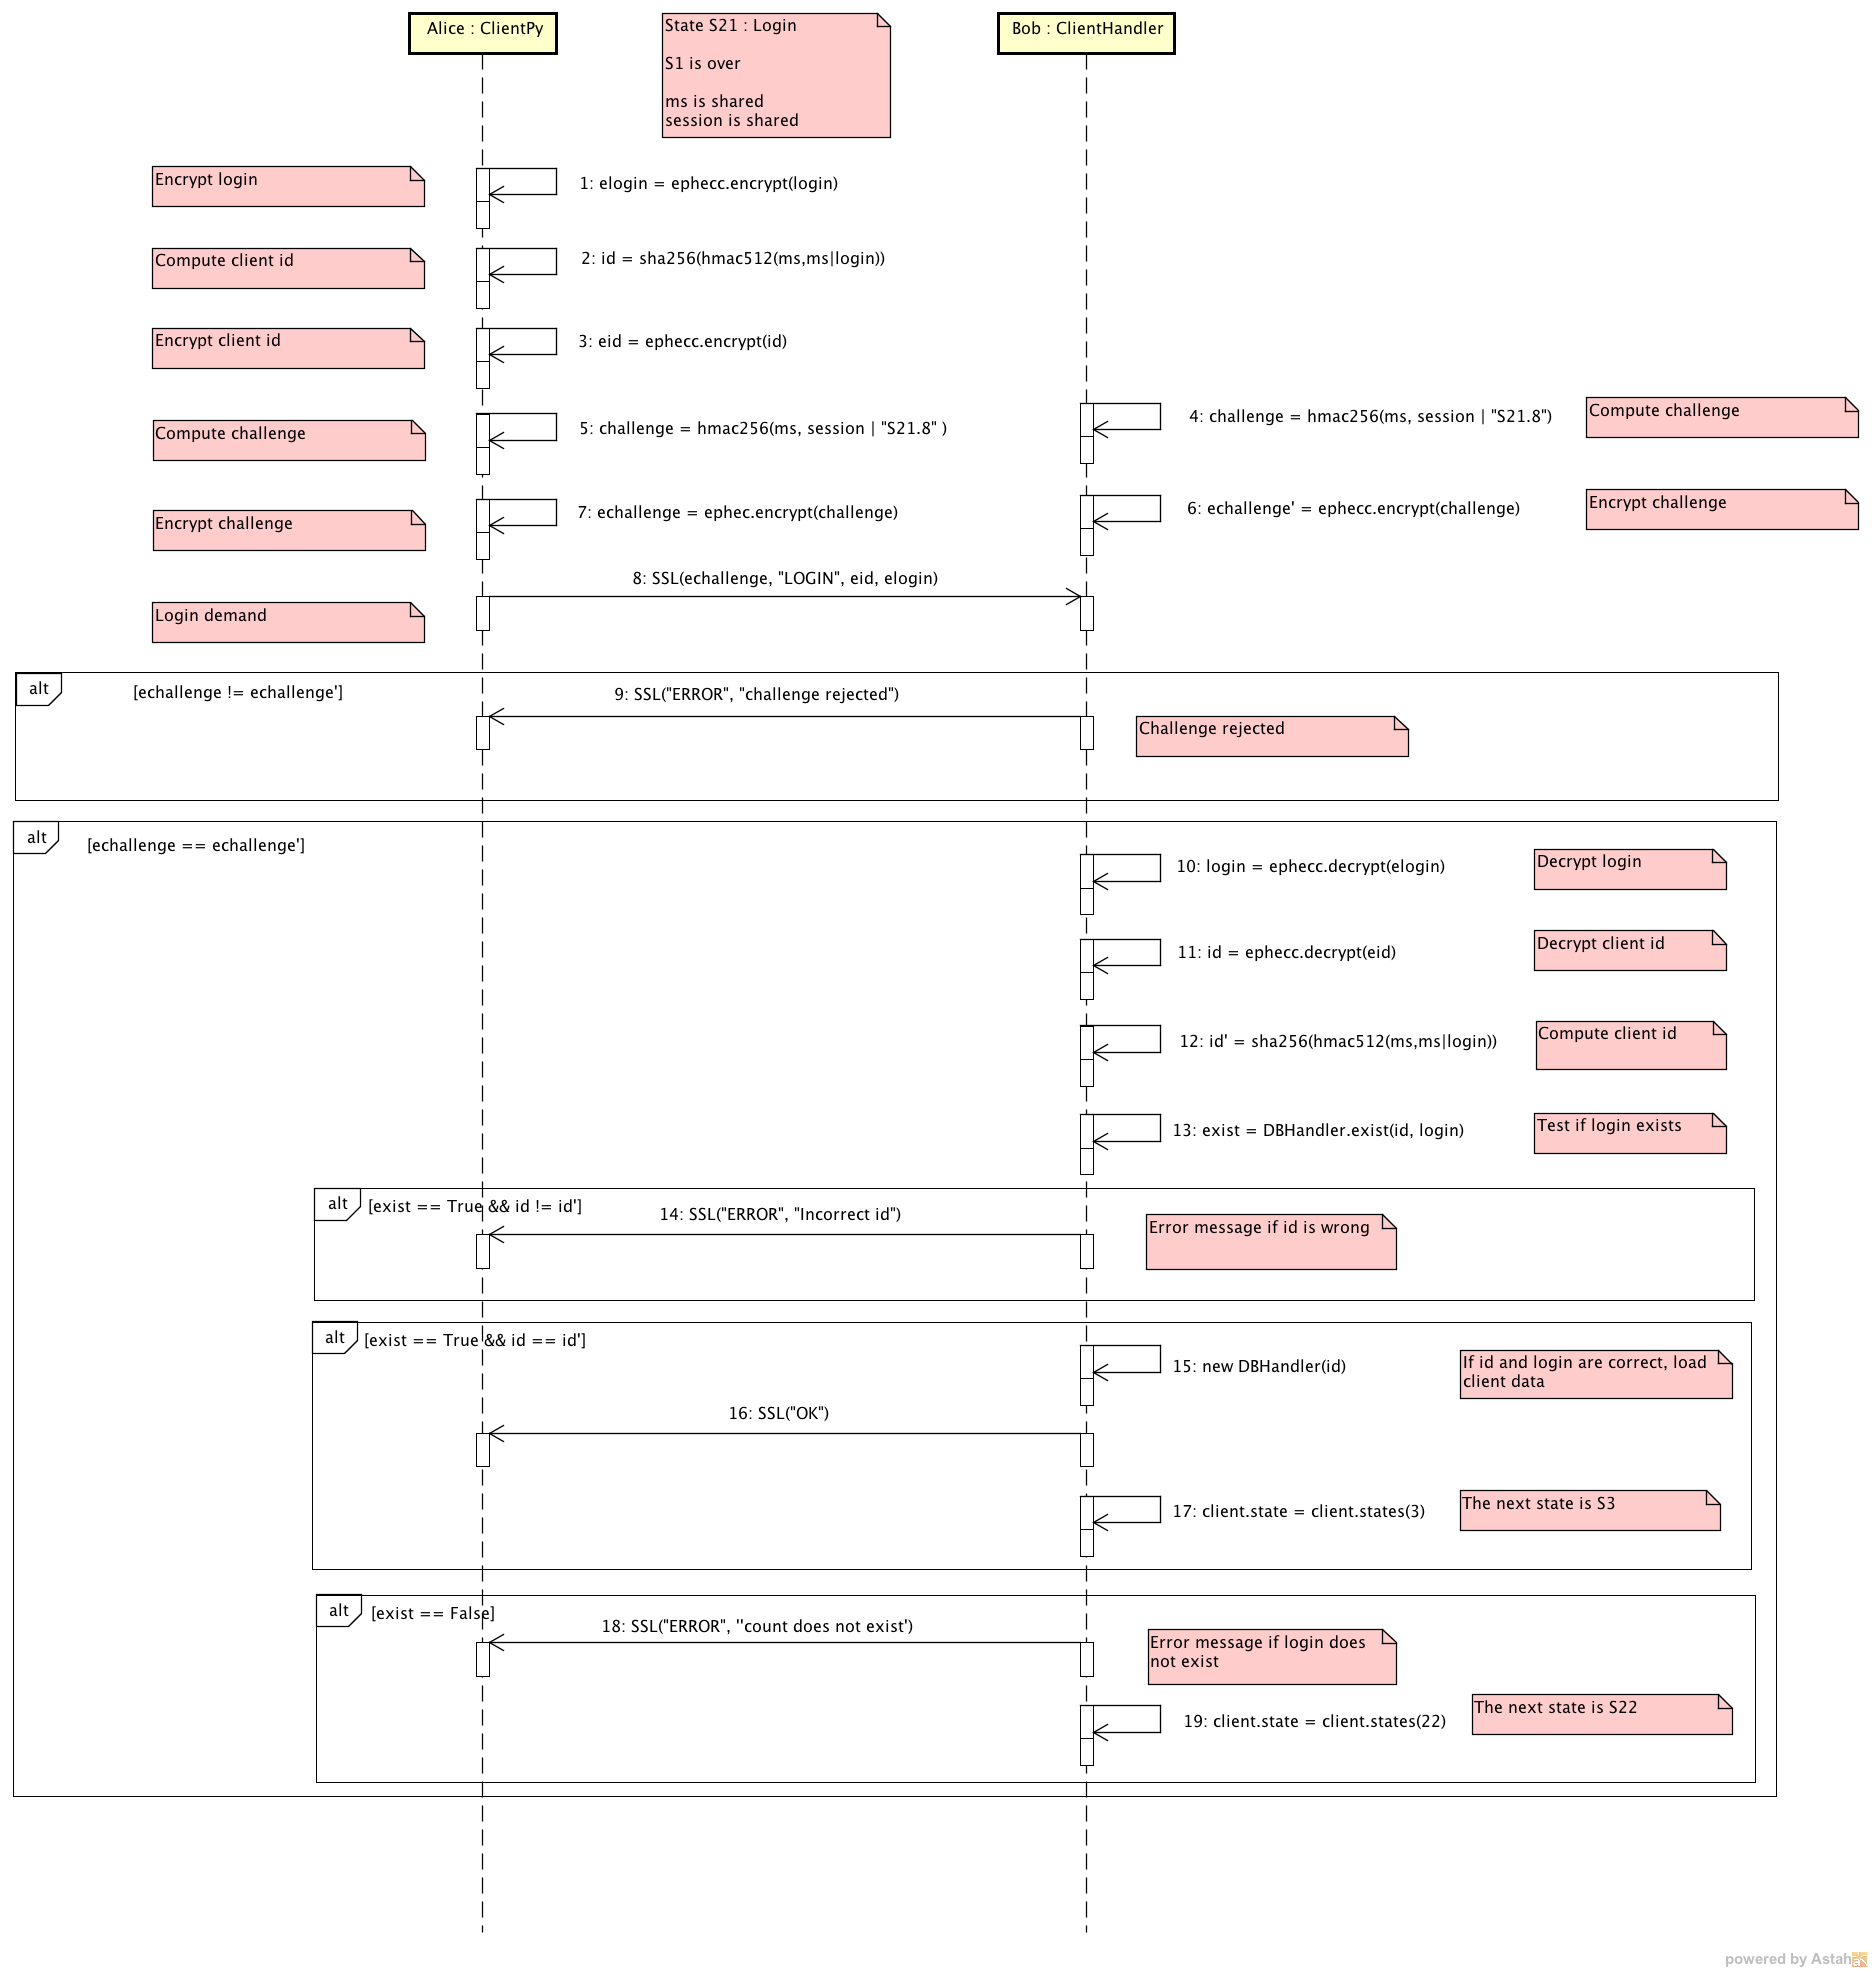 Alice : ClientPy
State S21 : Login
S1 is over
ms is shared
session is shared
Bob : ClientHandler
Encrypt login
1: elogin = ephecc.encrypt(login)
Compute client id
2: id = sha256(hmac512(ms,ms|login))
Encrypt client id
3: eid = ephecc.encrypt(id)
4: challenge = hmac256(ms, session | "S21.8")
Compute challenge
Compute challenge
5: challenge = hmac256(ms, session | "S21.8" )
6: echallenge' = ephecc.encrypt(challenge)
Encrypt challenge
Encrypt challenge
7: echallenge = ephec.encrypt(challenge)
8: SSL(echallenge, "LOGIN", eid, elogin)
Login demand
alt
[echallenge != echallenge']
9: SSL("ERROR", "challenge rejected")
Challenge rejected
alt
[echallenge == echallenge']
10: login = ephecc.decrypt(elogin)
Decrypt login
11: id = ephecc.decrypt(eid)
Decrypt client id
12: id' = sha256(hmac512(ms,ms|login))
Compute client id
13: exist = DBHandler.exist(id, login)
Test if login exists
alt
[exist == True && id != id']
14: SSL("ERROR", "Incorrect id")
Error message if id is wrong
alt
[exist == True && id == id']
15: new DBHandler(id)
If id and login are correct, load
client data
16: SSL("OK")
17: client.state = client.states(3)
The next state is S3
alt
[exist == False]
18: SSL("ERROR", ''count does not exist')
Error message if login does
not exist
19: client.state = client.states(22)
The next state is S22
powered by Astah